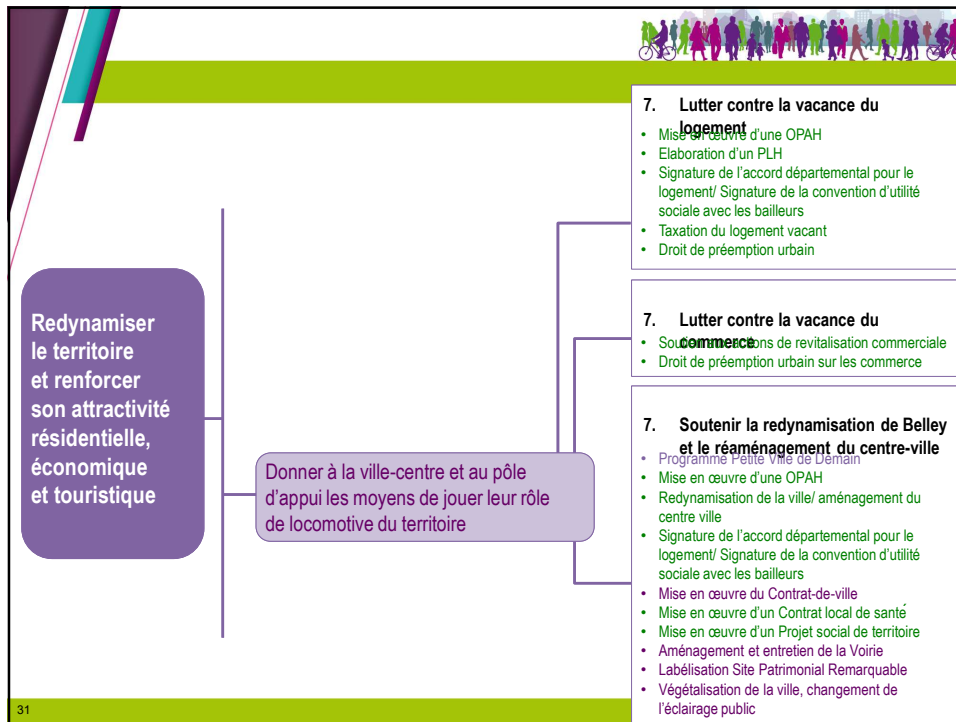 Redynamiser
le territoire
et renforcer
son attractivité
résidentielle,
économique
et touristique
Donner à la ville-centre et au pôle
d’appui les moyens de jouer leur rôle
de locomotive du territoire
7. Lutter contre la vacance du
logement
• Mise en œuvre d’une OPAH
• Elaboration d’un PLH
• Signature de l’accord départemental pour le
logement/ Signature de la convention d’utilité
sociale avec les bailleurs
• Taxation du logement vacant
• Droit de préemption urbain
7. Lutter contre la vacance du
commerce
• Soutien aux actions de revitalisation commerciale
• Droit de préemption urbain sur les commerce
7. Soutenir la redynamisation de Belley
et le réaménagement du centre-ville
• Programme Petite Ville de Demain
• Mise en œuvre d’une OPAH
• Redynamisation de la ville/ aménagement du
centre ville
• Signature de l’accord départemental pour le
logement/ Signature de la convention d’utilité
sociale avec les bailleurs
• Mise en œuvre du Contrat-de-ville
• Mise en œuvre d’un Contrat local de santé
• Mise en œuvre d’un Projet social de territoire
• Aménagement et entretien de la Voirie
• Labélisation Site Patrimonial Remarquable
• Végétalisation de la ville, changement de
l’éclairage public
31